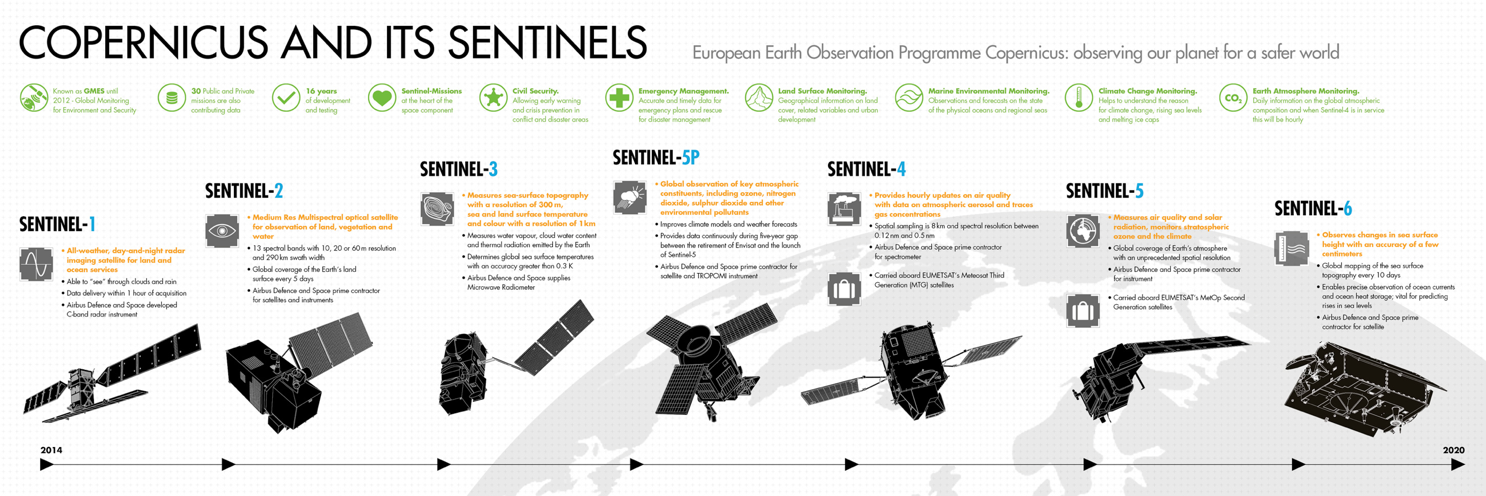 COPERNICUS AND ITS SENTINELS
European Earth Observation Programme Copernicus: observing our planet for a safer world
Known as GMES until
2012 - Global Monitoring
for Environment and Security
30 Public and Private
missions are also
contributing data
16 years
of development
and testing
Sentinel-Missions
at the heart of the
space component
Civil Security.
Allowing early warning
and crisis prevention in
conflict and disaster areas
Emergency Management.
Accurate and timely data for
emergency plans and rescue
for disaster management
Land Surface Monitoring.
Geographical information on land
cover, related variables and urban
development
Marine Environmental Monitoring.
Observations and forecasts on the state
of the physical oceans and regional seas
Climate Change Monitoring.
Helps to understand the reason
for climate change, rising sea levels
and melting ice caps
CO₂
Earth Atmosphere Monitoring.
Daily information on the global atmospheric
composition and when Sentinel-4 is in service
this will be hourly
SENTINEL-1
• All-weather, day-and-night radar
imaging satellite for land and
ocean services
• Able to “see” through clouds and rain
• Data delivery within 1 hour of acquisition
• Airbus Defence and Space developed
C-band radar instrument
SENTINEL-2
• Medium Res Multispectral optical satellite
for observation of land, vegetation and
water
• 13 spectral bands with 10, 20 or 60 m resolution
and 290 km swath width
• Global coverage of the Earth’s land
surface every 5 days
• Airbus Defence and Space prime contractor
for satellites and instruments
SENTINEL-3
• Measures sea-surface topography
with a resolution of 300 m,
sea and land surface temperature
and colour with a resolution of 1 km
• Measures water vapour, cloud water content
and thermal radiation emitted by the Earth
• Determines global sea surface temperatures
with an accuracy greater than 0.3 K
• Airbus Defence and Space supplies
Microwave Radiometer
SENTINEL-5P
• Global observation of key atmospheric
constituents, including ozone, nitrogen
dioxide, sulphur dioxide and other
environmental pollutants
• Improves climate models and weather forecasts
• Provides data continuously during five-year gap
between the retirement of Envisat and the launch
of Sentinel-5
• Airbus Defence and Space prime contractor for
satellite and TROPOMI instrument
SENTINEL-4
• Provides hourly updates on air quality
with data on atmospheric aerosol and traces
gas concentrations
• Spatial sampling is 8 km and spectral resolution between
0.12 nm and 0.5 nm
• Airbus Defence and Space prime contractor
for spectrometer
• Carried aboard EUMETSAT’s Meteosat Third
Generation (MTG) satellites
SENTINEL-5
• Measures air quality and solar
radiation, monitors stratospheric
ozone and the climate
• Global coverage of Earth’s atmosphere
with an unprecedented spatial resolution
• Airbus Defence and Space prime contractor
for instrument
• Carried aboard EUMETSAT’s MetOp Second
Generation satellites
SENTINEL-6
• Observes changes in sea surface
height with an accuracy of a few
centimeters
• Global mapping of the sea surface
topography every 10 days
• Enables precise observation of ocean currents
and ocean heat storage; vital for predicting
rises in sea levels
• Airbus Defence and Space prime
contractor for satellite
2014
2020